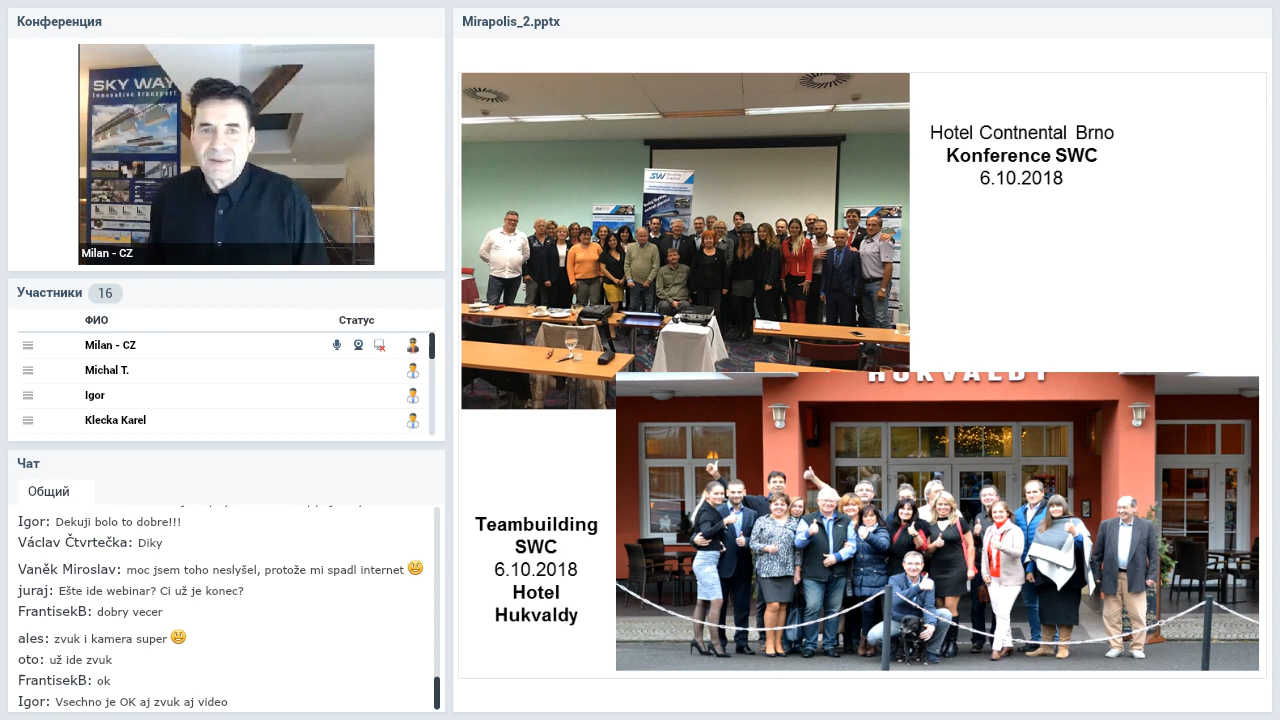 Конференция
SKY WAY
Innovative transport
Milan - CZ
Участники 16
ФИО Статус
Milan - CZ
Michal T.
Igor
Klecka Karel
Чат
Общий
Igor: Dekuji bolo to dobre!!!
Václav Čtvrtečka: Diky
Vaněk Miroslav: moc jsem toho neslyšel, protože mi spadl internet
juraj: Ešte ide webinar? Ci už je konec?
FrantisekB: dobry vecer
ales: zvuk i kamera super
oto: už ide zvuk
FrantisekB: ok
Igor: Vsechno je OK aj zvuk aj video
Mirapolis_2.pptx
Hotel Contnental Brno
Konference SWC
6.10.2018
SW
HUKVALDY
Teambuilding
SWC
6.10.2018
Hotel
Hukvaldy